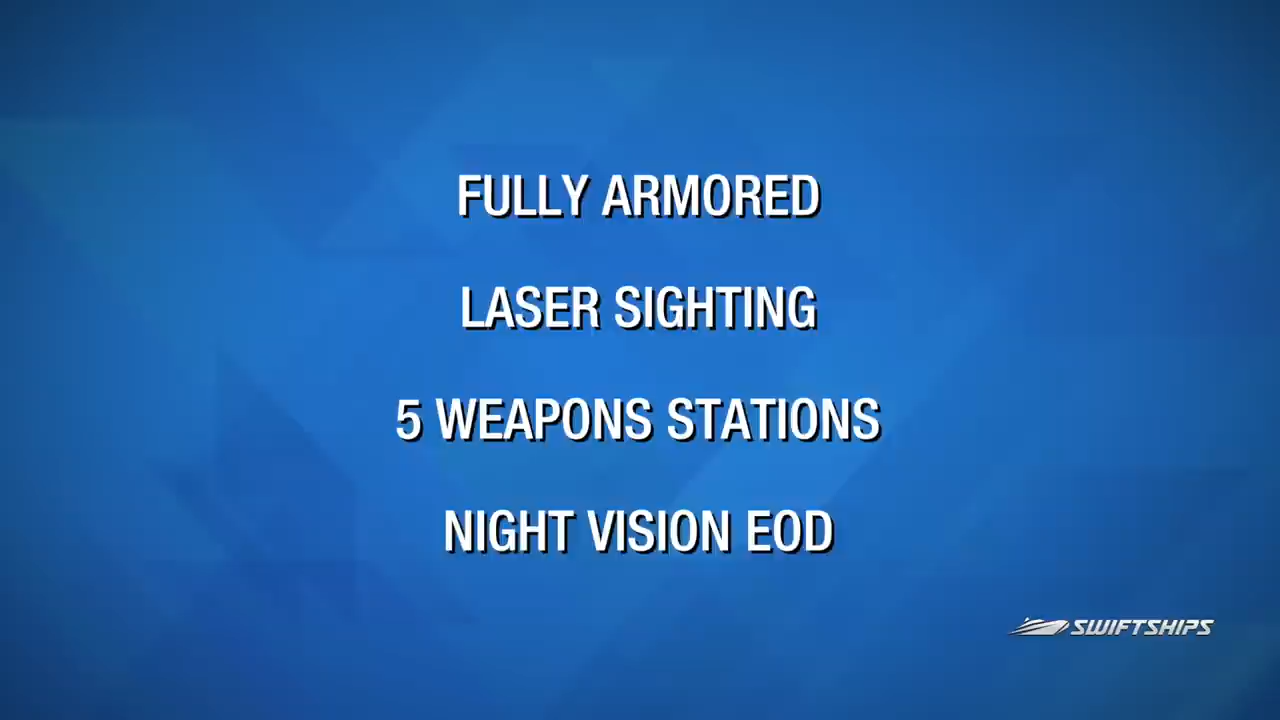 FULLY ARMORED
LASER SIGHTING
5 WEAPONS STATIONS
NIGHT VISION EOD
SWIFTSHIPS